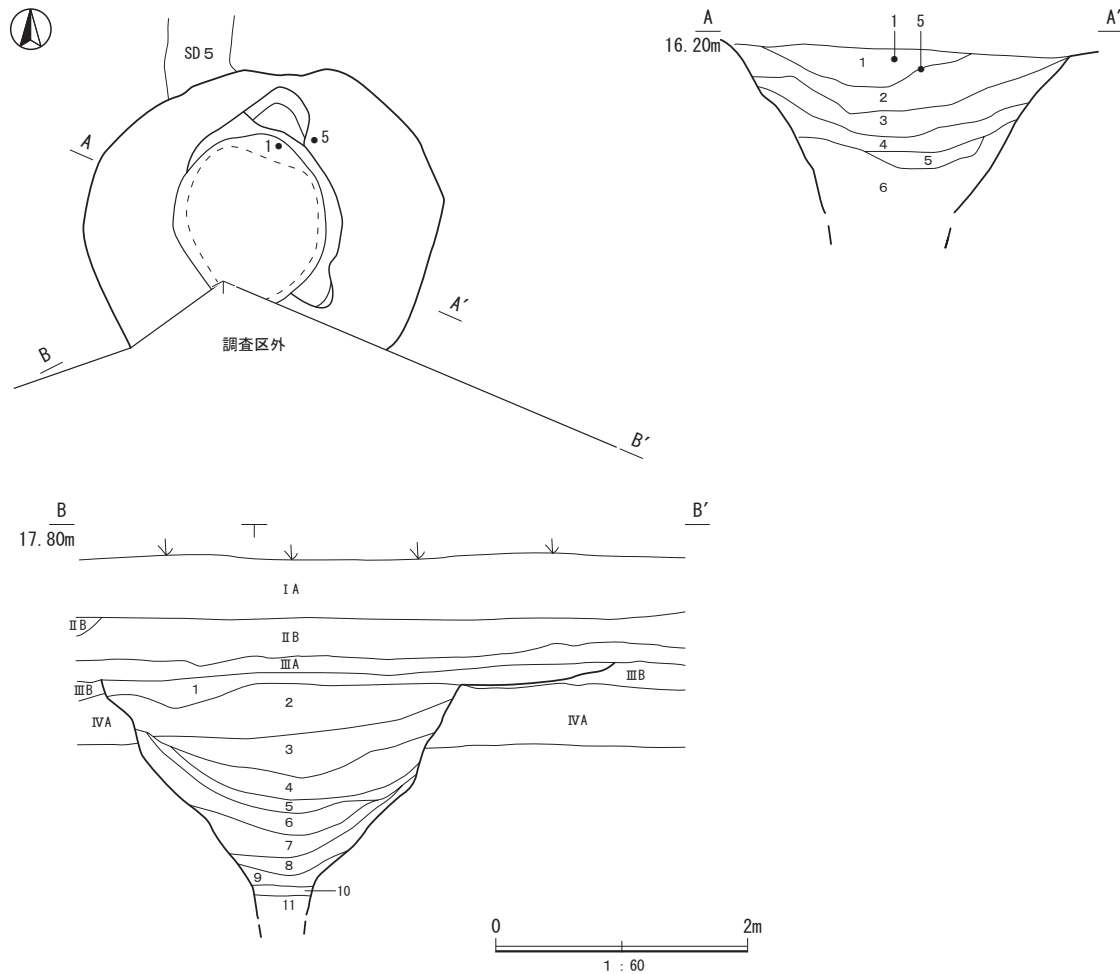 SD5
A
1
5
A′
調査区外
B
B′
A
A′
16.20m
1
5
1
2
3
4
5
6
B
B′
17.80m
ⅠA
ⅡB
ⅡB
ⅢA
ⅢB
ⅢB
ⅣA
ⅣA
1
2
3
4
5
6
7
8
9
10
11
0
2m
1 : 60